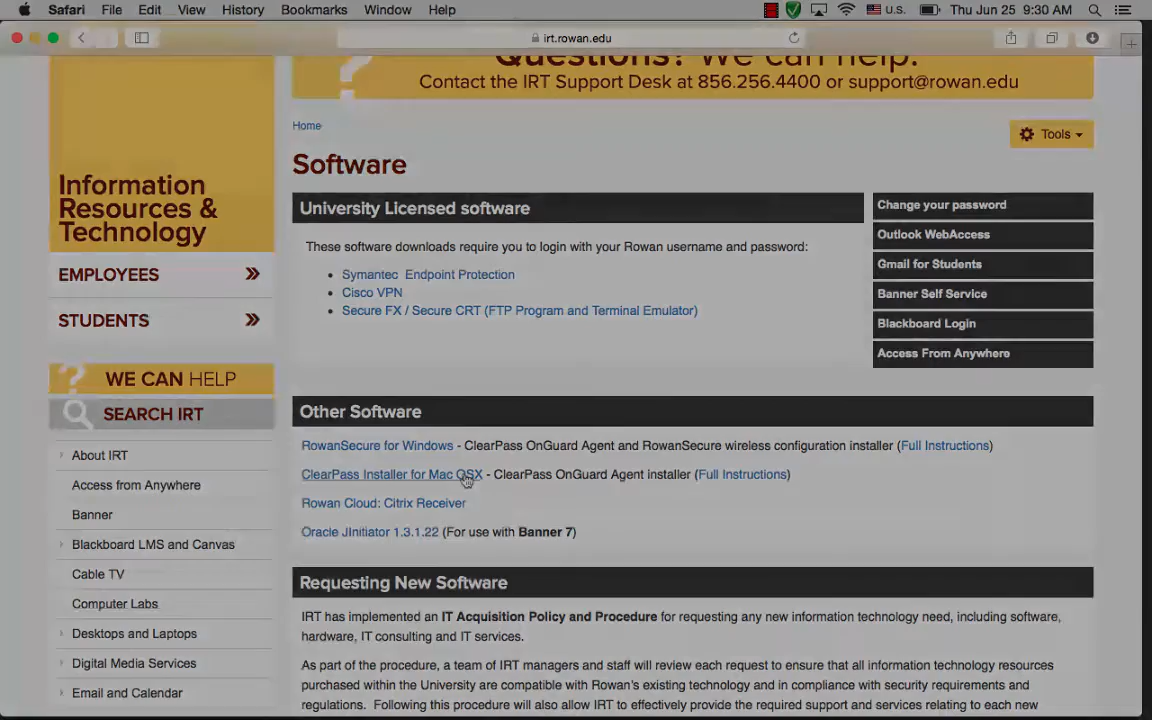 Safari File Edit View History Bookmarks Window Help U.S. Thu Jun 25 9:30 AM
irt.rowan.edu
Questions? We can help.
Contact the IRT Support Desk at 856.256.4400 or support@rowan.edu
Home
Tools
Information
Resources &
Technology
EMPLOYEES
STUDENTS
WE CAN HELP
SEARCH IRT
About IRT
Access from Anywhere
Banner
Blackboard LMS and Canvas
Cable TV
Computer Labs
Desktops and Laptops
Digital Media Services
Email and Calendar
Software
University Licensed software
These software downloads require you to login with your Rowan username and password:
• Symantec Endpoint Protection
• Cisco VPN
• Secure FX / Secure CRT (FTP Program and Terminal Emulator)
Change your password
Outlook WebAccess
Gmail for Students
Banner Self Service
Blackboard Login
Access From Anywhere
Other Software
RowanSecure for Windows - ClearPass OnGuard Agent and RowanSecure wireless configuration installer (Full Instructions)
ClearPass Installer for Mac OSX - ClearPass OnGuard Agent installer (Full Instructions)
Rowan Cloud: Citrix Receiver
Oracle JInitiator 1.3.1.22 (For use with Banner 7)
Requesting New Software
IRT has implemented an IT Acquisition Policy and Procedure for requesting any new information technology need, including software,
hardware, IT consulting and IT services.
As part of the procedure, a team of IRT managers and staff will review each request to ensure that all information technology resources
purchased within the University are compatible with Rowan's existing technology and in compliance with security requirements and
regulations. Following this procedure will also allow IRT to effectively provide the required support and services relating to each new